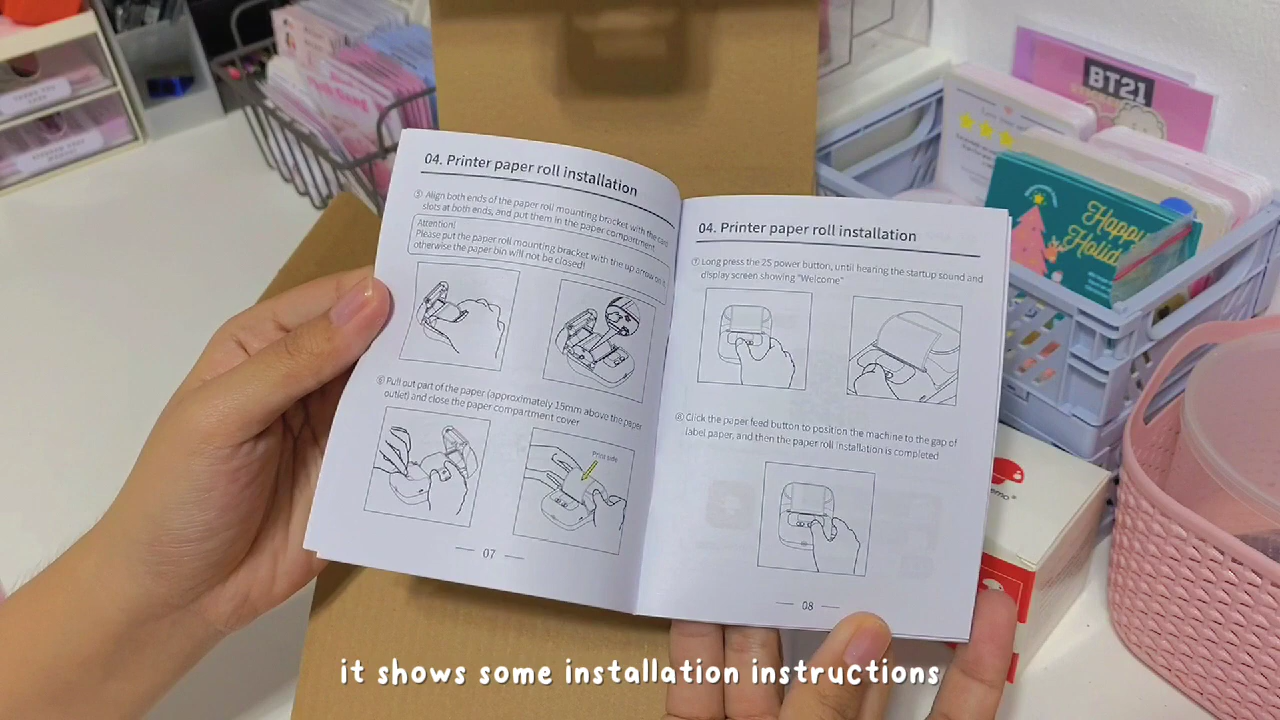 04. Printer paper roll installation
⑤ Align both ends of the paper roll mounting bracket with the card
slots at both ends, and put them in the paper compartment
Attention!
Please put the paper roll mounting bracket with the up arrow on it,
otherwise the paper bin will not be closed!
⑥ Pull out part of the paper (approximately 15mm above the paper
outlet) and close the paper compartment cover
Print side
07
04. Printer paper roll installation
⑦ Long press the 2S power button, until hearing the startup sound and
display screen showing "Welcome"
⑧ Click the paper feed button to position the machine to the gap of
label paper, and then the paper roll installation is completed
08
BT21
Happy
Holid
it shows some installation instructions